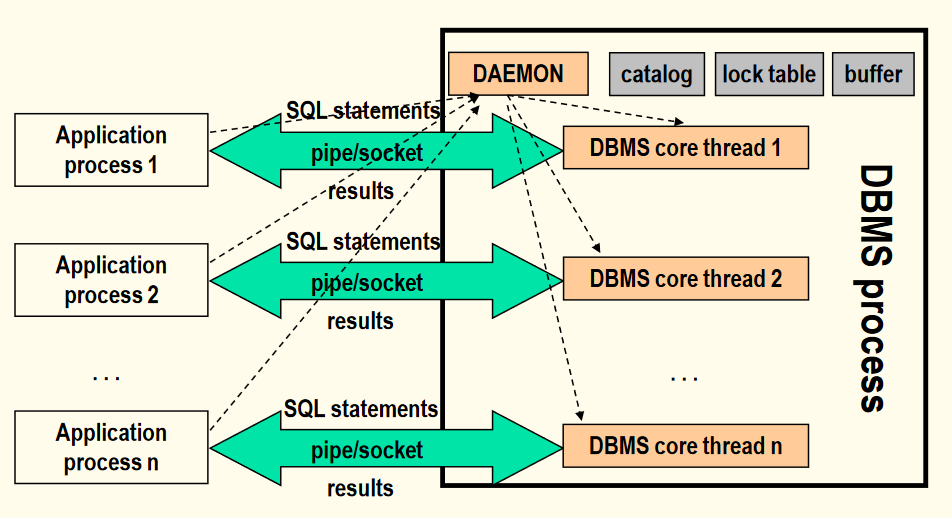 DAEMON
catalog
lock table
buffer
SQL statements
Application
process 1
pipe/socket
DBMS core thread 1
results
SQL statements
Application
process 2
pipe/socket
DBMS core thread 2
results
DBMS process
...
...
SQL statements
Application
process n
pipe/socket
DBMS core thread n
results